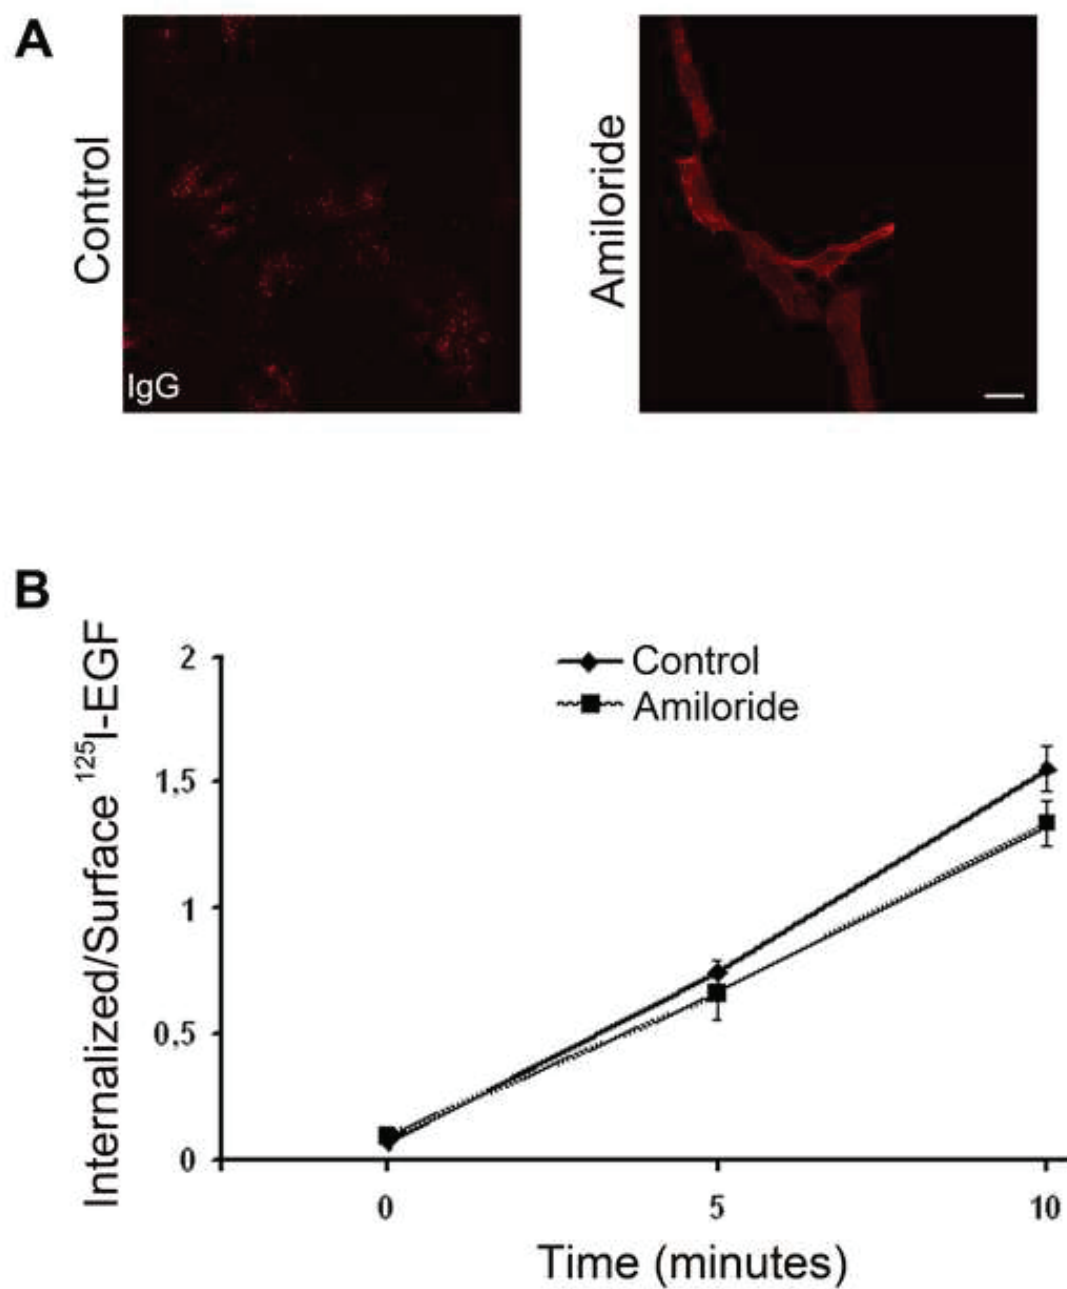 A
Control
IgG
Amiloride
B
Internalized/Surface ¹²⁵I-EGF
2
1,5
1
0,5
0
Control
Amiloride
0 5 10
Time (minutes)